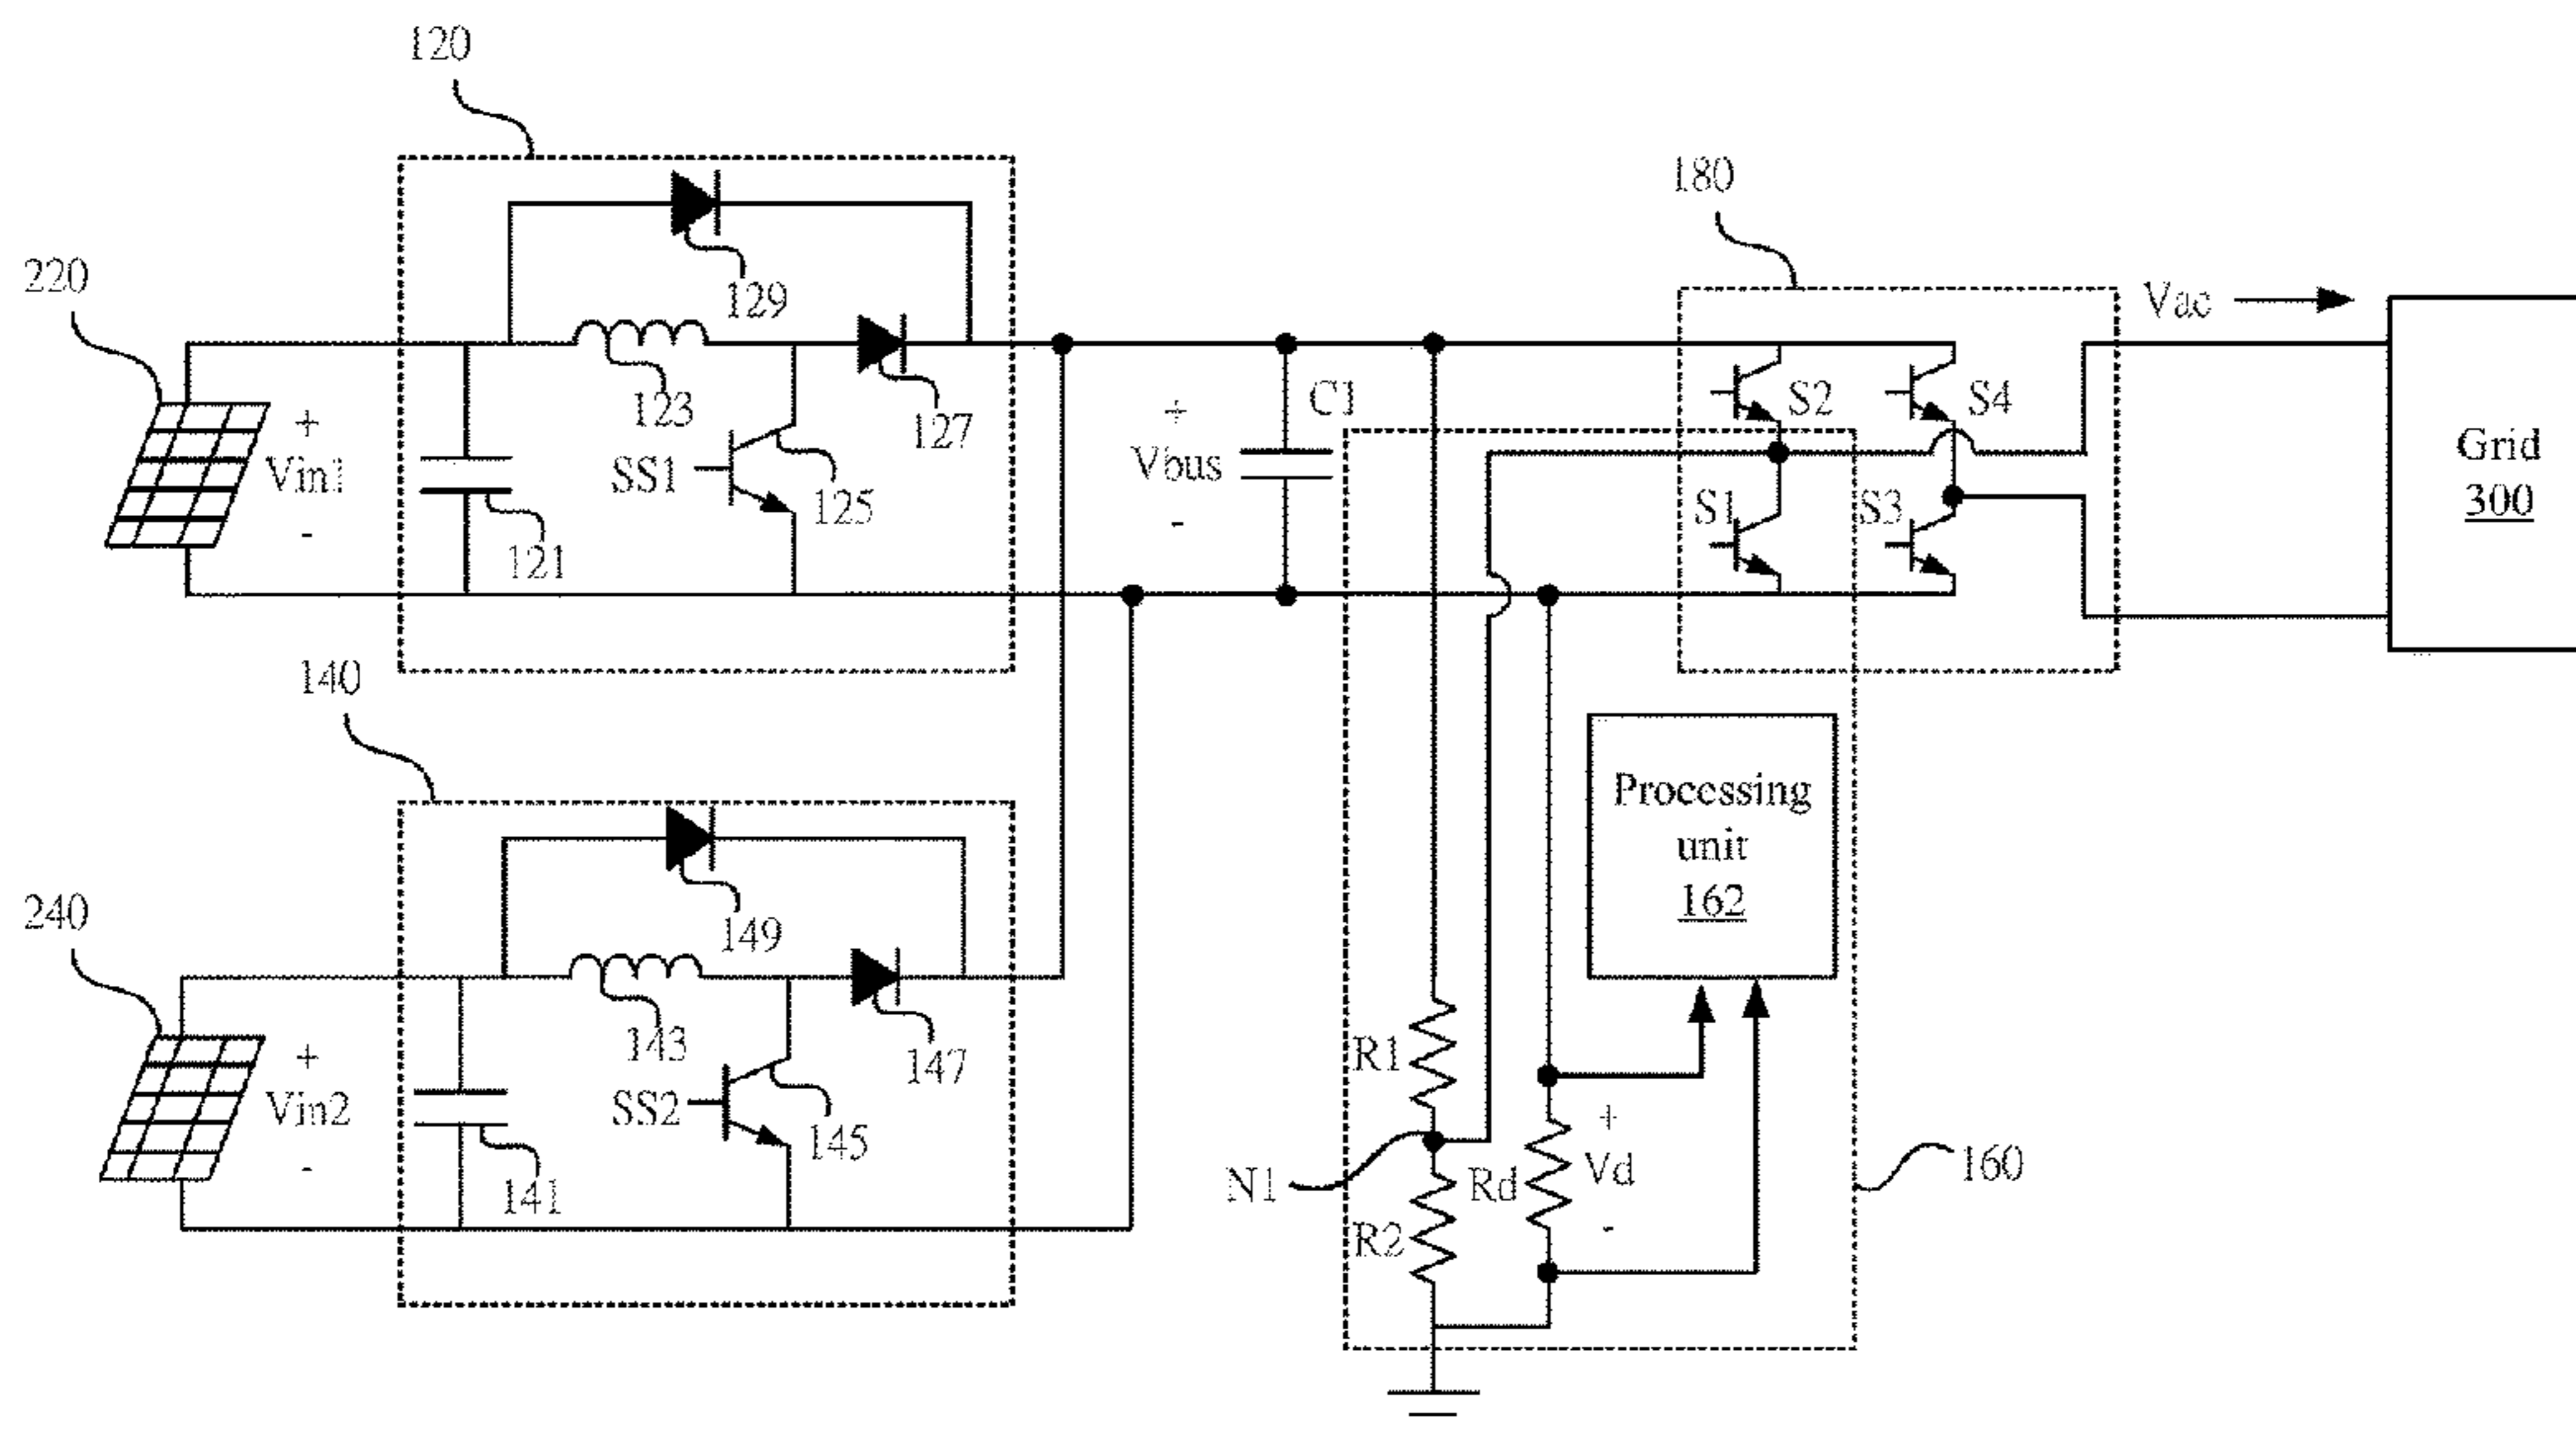 120
180
220
129
Vac
+
Vin1
-
123
127
SS1
125
121
+
Vbus
-
C1
S2
S4
S1
S3
Grid
300
140
Processing
unit
162
240
149
+
Vin2
-
143
147
SS2
145
141
R1
N1
R2
Rd
+
Vd
-
160